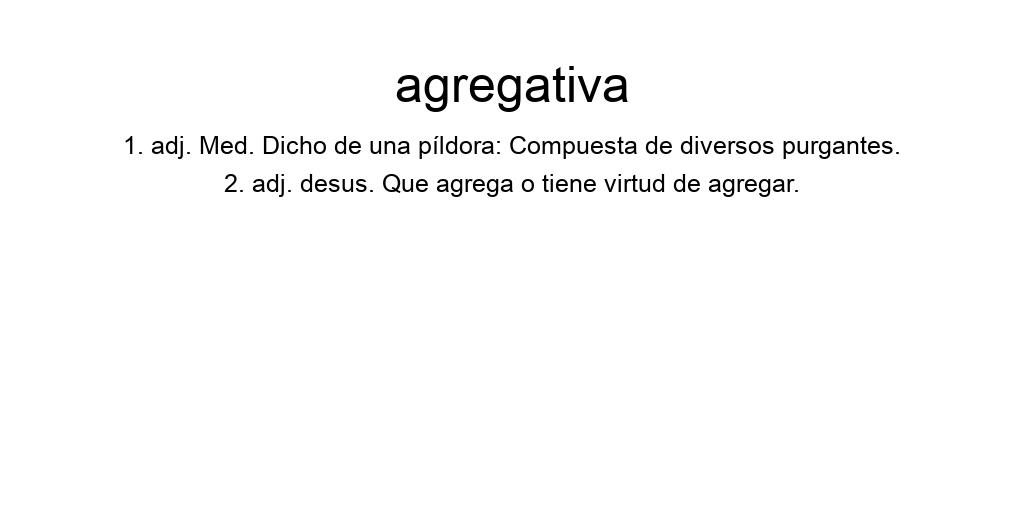 agregativa
1. adj. Med. Dicho de una píldora: Compuesta de diversos purgantes.
2. adj. desus. Que agrega o tiene virtud de agregar.